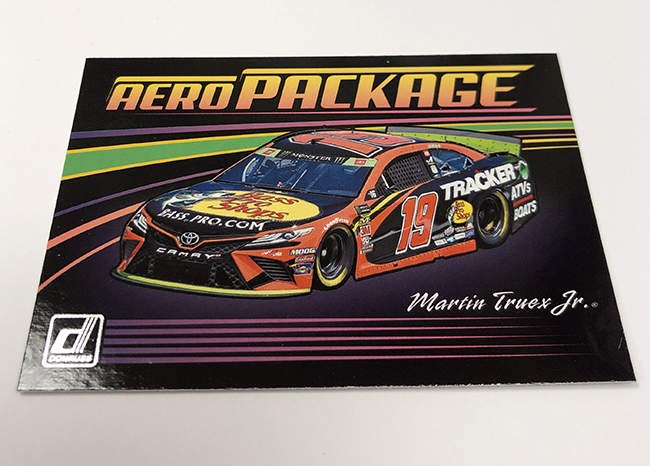 AERO PACKAGE
MONSTER
Bass Pro Shops
BASS PRO.COM
TRACKER
ATVs
BOATS
19
GOODYEAR
MOOG
TOYOTA
CAMRY
Martin Truex Jr.
DONRUSS